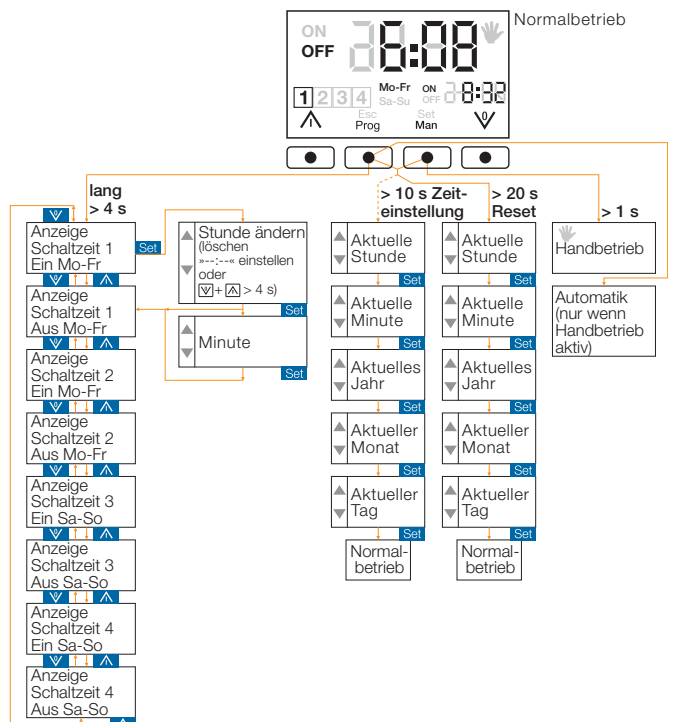 Normalbetrieb
ON
OFF
6:08
1 2 3 4
Mo-Fr
Sa-Su
ON
OFF
8:32
Esc
Prog
Set
Man
lang
> 4 s
> 10 s Zeit-
einstellung
> 20 s
Reset
> 1 s
Anzeige
Schaltzeit 1
Ein Mo-Fr
Set
Stunde ändern
(löschen
»--:--« einstellen
oder
+ > 4 s)
Set
Minute
Set
Anzeige
Schaltzeit 1
Aus Mo-Fr
Anzeige
Schaltzeit 2
Ein Mo-Fr
Anzeige
Schaltzeit 2
Aus Mo-Fr
Anzeige
Schaltzeit 3
Ein Sa-So
Anzeige
Schaltzeit 3
Aus Sa-So
Anzeige
Schaltzeit 4
Ein Sa-So
Anzeige
Schaltzeit 4
Aus Sa-So
Aktuelle
Stunde
Set
Aktuelle
Minute
Set
Aktuelles
Jahr
Set
Aktueller
Monat
Set
Aktueller
Tag
Set
Normal-
betrieb
Aktuelle
Stunde
Set
Aktuelle
Minute
Set
Aktuelles
Jahr
Set
Aktueller
Monat
Set
Aktueller
Tag
Set
Normal-
betrieb
Handbetrieb
Automatik
(nur wenn
Handbetrieb
aktiv)